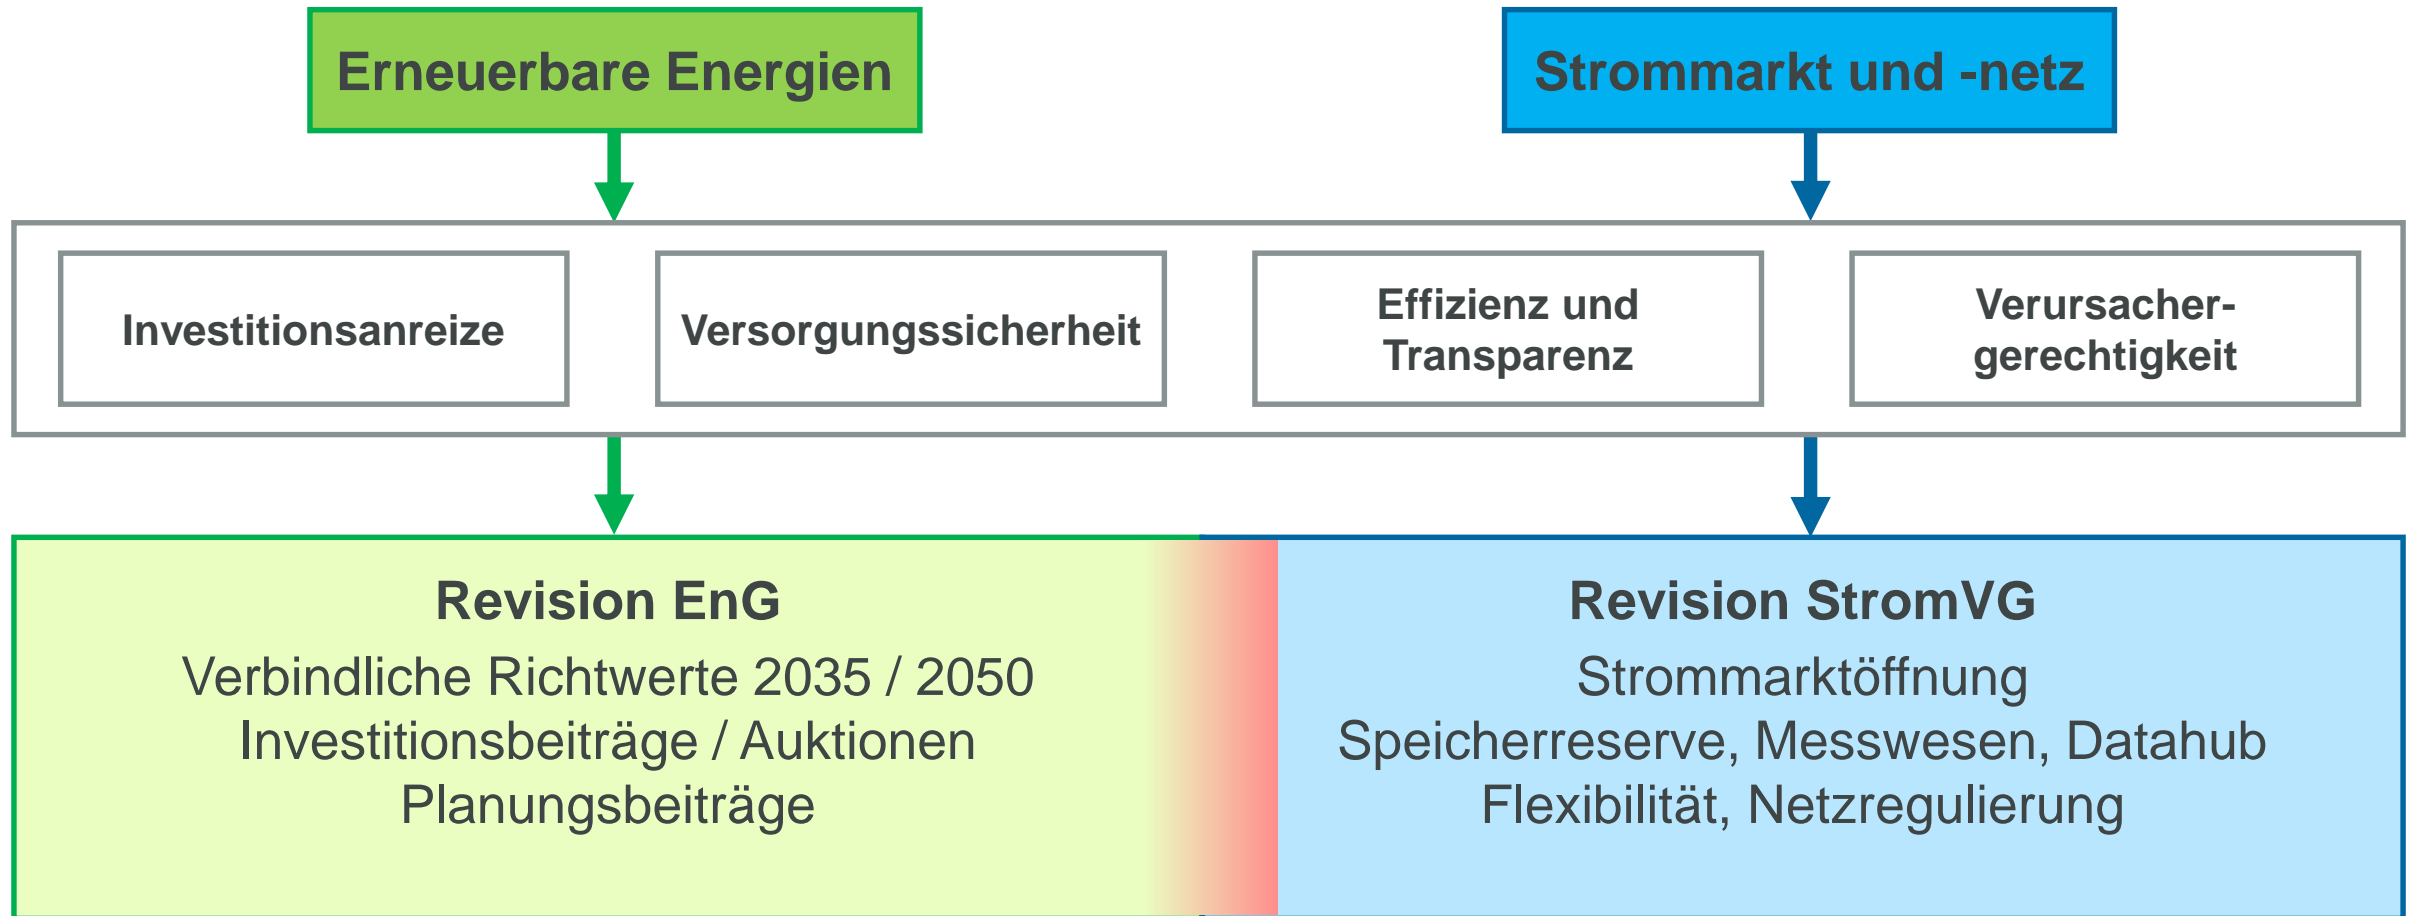 Erneuerbare Energien
Strommarkt und -netz
Investitionsanreize
Versorgungssicherheit
Effizienz und
Transparenz
Verursacher-
gerechtigkeit
Revision EnG
Verbindliche Richtwerte 2035 / 2050
Investitionsbeiträge / Auktionen
Planungsbeiträge
Revision StromVG
Strommarktöffnung
Speicherreserve, Messwesen, Datahub
Flexibilität, Netzregulierung